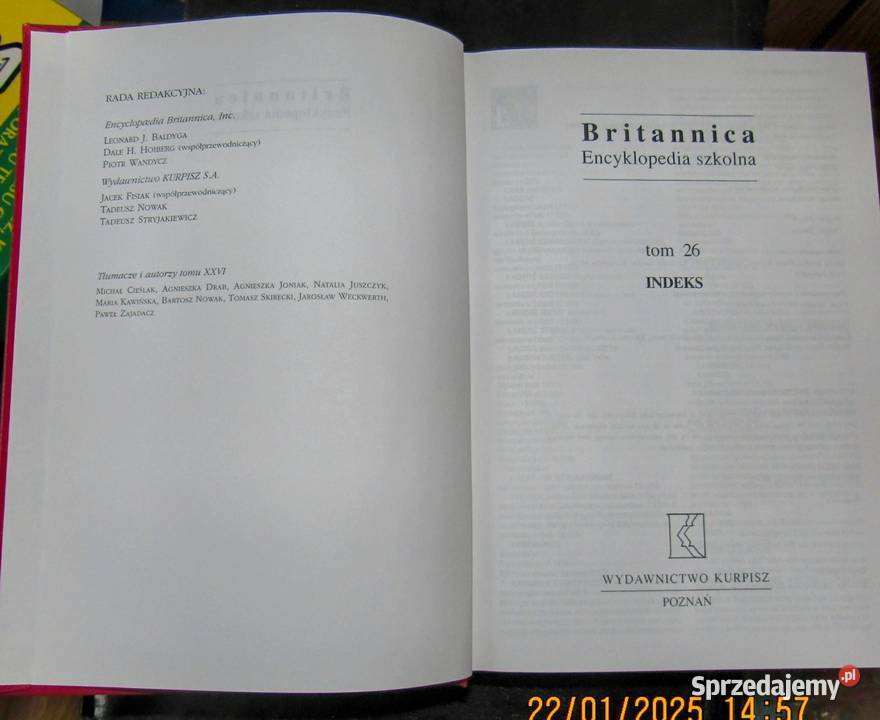 RADA REDAKCYJNA:
Encyclopædia Britannica, Inc.
LEONARD J. BALDYGA
DALE H. HOIBERG (współprzewodniczący)
PIOTR WANDYCZ
Wydawnictwo KURPISZ S.A.
JACEK FISIAK (współprzewodniczący)
TADEUSZ NOWAK
TADEUSZ STRYJAKIEWICZ
Tłumacze i autorzy tomu XXVI
MICHAŁ CIEŚLAK, AGNIESZKA DRAB, AGNIESZKA JONIAK, NATALIA JUSZCZYK,
MARIA KAWIŃSKA, BARTOSZ NOWAK, TOMASZ SKIRECKI, JAROSŁAW WECKWERTH,
PAWEŁ ZAJADACZ
Britannica
Encyklopedia szkolna
tom 26
INDEKS
WYDAWNICTWO KURPISZ
POZNAŃ
Sprzedajemy.pl
22/01/2025 14:57